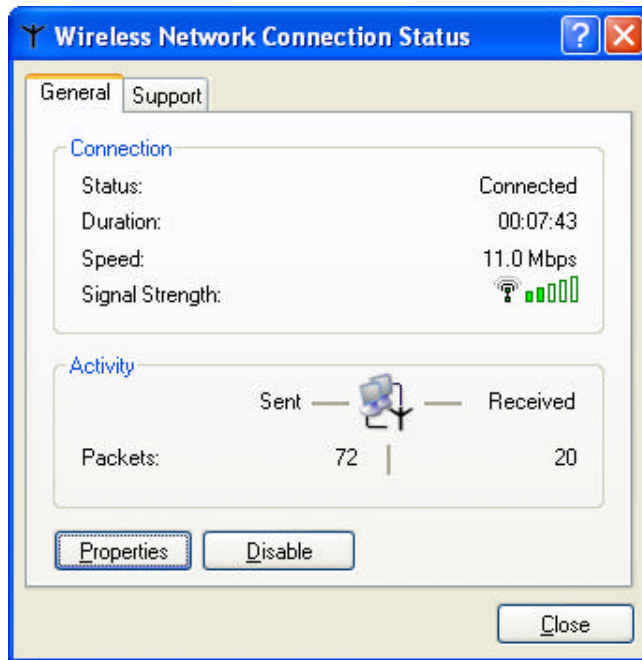 Wireless Network Connection Status
General Support
Connection
Status: Connected
Duration: 00:07:43
Speed: 11.0 Mbps
Signal Strength:
Activity
Sent Received
Packets: 72 20
Properties Disable
Close